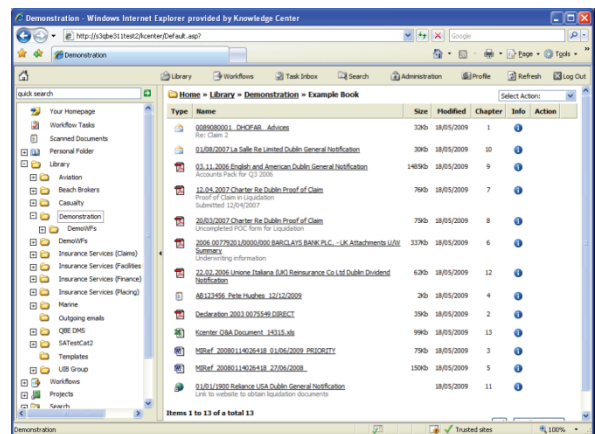 Demonstration - Windows Internet Explorer provided by Knowledge Center
http://s3qbe311test2/kcenter/Default.asp?
Google
Demonstration
Page Tools
Library Workflows Task Inbox Search Administration Profile Refresh Log Out
quick search
Home » Library » Demonstration » Example Book
Select Action:
Your Homepage
Workflow Tasks
Scanned Documents
Personal Folder
Library
Aviation
Beach Brokers
Casualty
Demonstration
DemoWFs
DemoWFs
Insurance Services (Claims)
Insurance Services (Facilities
Insurance Services (Finance)
Insurance Services (Placing)
Marine
Outgoing emails
QBE DMS
SATestCat2
Templates
UIB Group
Workflows
Projects
Search
Type Name Size Modified Chapter Info Action
0089080001 DHOFAR Advices 32Kb 18/05/2009 1
Re: Claim 2
01/08/2007 La Salle Re Limited Dublin General Notification 30Kb 18/05/2009 10
03.11.2006 English and American Dublin General Notification 1485Kb 18/05/2009 9
Accounts Pack for Q3 2006
12.04.2007 Charter Re Dublin Proof of Claim 76Kb 18/05/2009 7
Proof of Claim in Liquidation
Submitted 12/04/2007
20/03/2007 Charter Re Dublin Proof of Claim 75Kb 18/05/2009 8
Uncompleted POC form for Liquidation
2006 00779201/0000/000 BARCLAYS BANK PLC. - UK Attachments U/W 337Kb 18/05/2009 6
Summary
Underwriting information
22.02.2006 Unione Italiana (UK) Reinsurance Co Ltd Dublin Dividend 62Kb 18/05/2009 12
Notification
AB123456 Pete Hughes 12/12/2009 2Kb 18/05/2009 4
Declaration 2003 0075549 DIRECT 39Kb 18/05/2009 2
Kcenter Q&A Document 14315.xls 99Kb 18/05/2009 13
MIRef 20080114026418 01/06/2009 PRIORITY 75Kb 18/05/2009 3
MIRef 20080114026418 27/06/2008 150Kb 18/05/2009 5
01/01/1900 Reliance USA Dublin General Notification 18/05/2009 11
Link to website to obtain liquidation documents
Items 1 to 13 of a total 13
Demonstration
Trusted sites
100%